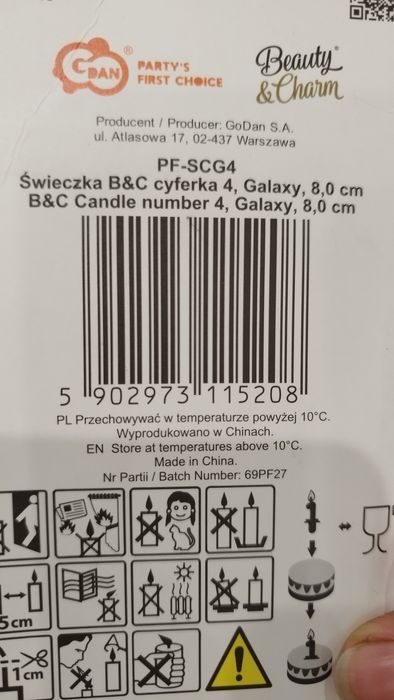 GoDAN®
PARTY'S
FIRST CHOICE
Beauty
& Charm
Producent / Producer: GoDan S.A.
ul. Atlasowa 17, 02-437 Warszawa
PF-SCG4
Świeczka B&C cyferka 4, Galaxy, 8,0 cm
B&C Candle number 4, Galaxy, 8,0 cm
5 902973 115208
PL Przechowywać w temperaturze powyżej 10°C.
Wyprodukowano w Chinach.
EN Store at temperatures above 10°C.
Made in China.
Nr Partii / Batch Number: 69PF27
5cm
1cm